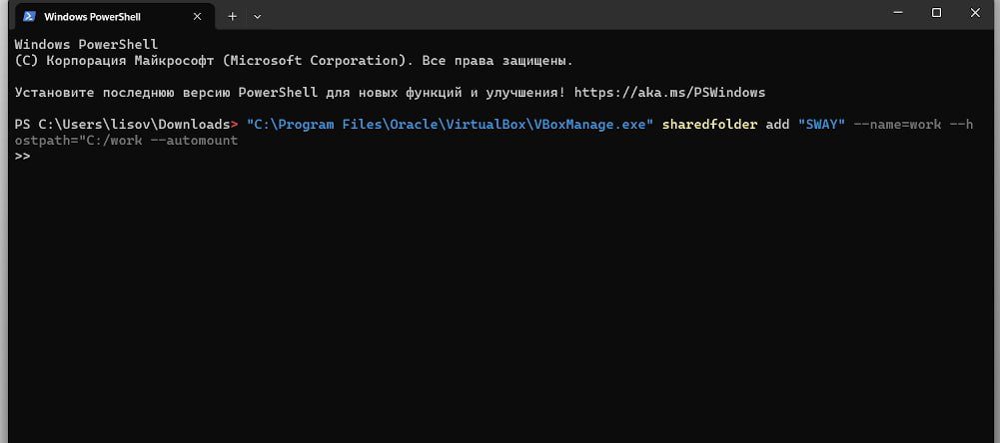 Windows PowerShell
Windows PowerShell
(C) Корпорация Майкрософт (Microsoft Corporation). Все права защищены.
Установите последнюю версию PowerShell для новых функций и улучшения! https://aka.ms/PSWindows
PS C:\Users\lisov\Downloads> "C:\Program Files\Oracle\VirtualBox\VBoxManage.exe" sharedfolder add "SWAY" --name=work --h
ostpath="C:/work --automount
>>